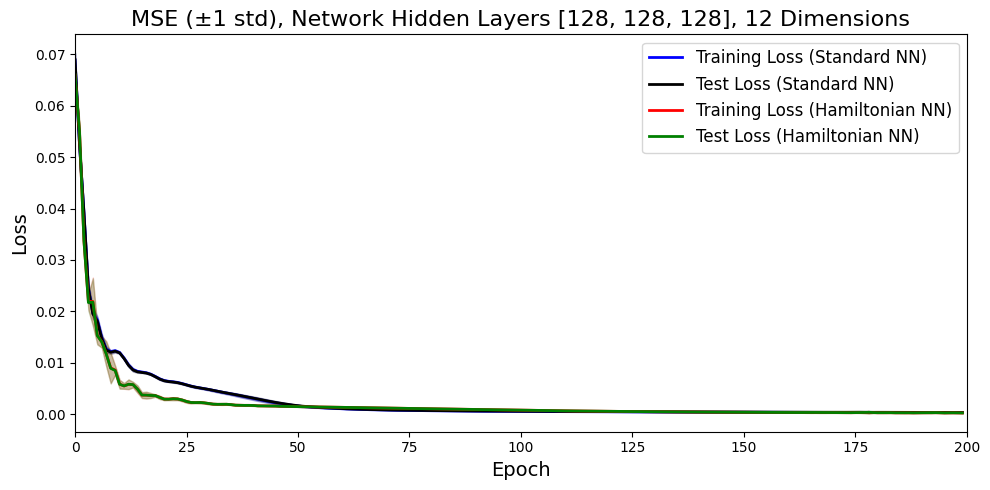 MSE (±1 std), Network Hidden Layers [128, 128, 128], 12 Dimensions
Training Loss (Standard NN)
Test Loss (Standard NN)
Training Loss (Hamiltonian NN)
Test Loss (Hamiltonian NN)
Loss
0.07
0.06
0.05
0.04
0.03
0.02
0.01
0.00
0 25 50 75 100 125 150 175 200
Epoch